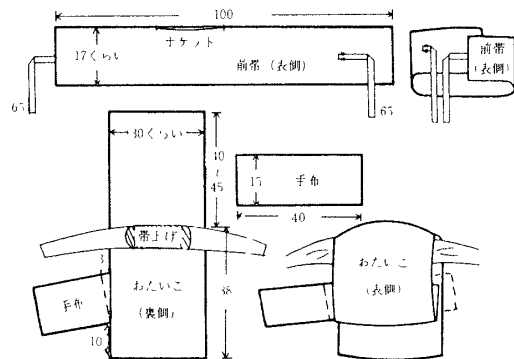 100
17くらい
ポケット
前帯（表側）
65
65
前帯
（表側）
30くらい
40
〜
45
15
手布
40
帯上げ
3
おたいこ
（裏側）
手布
38
10
おたいこ
（表側）